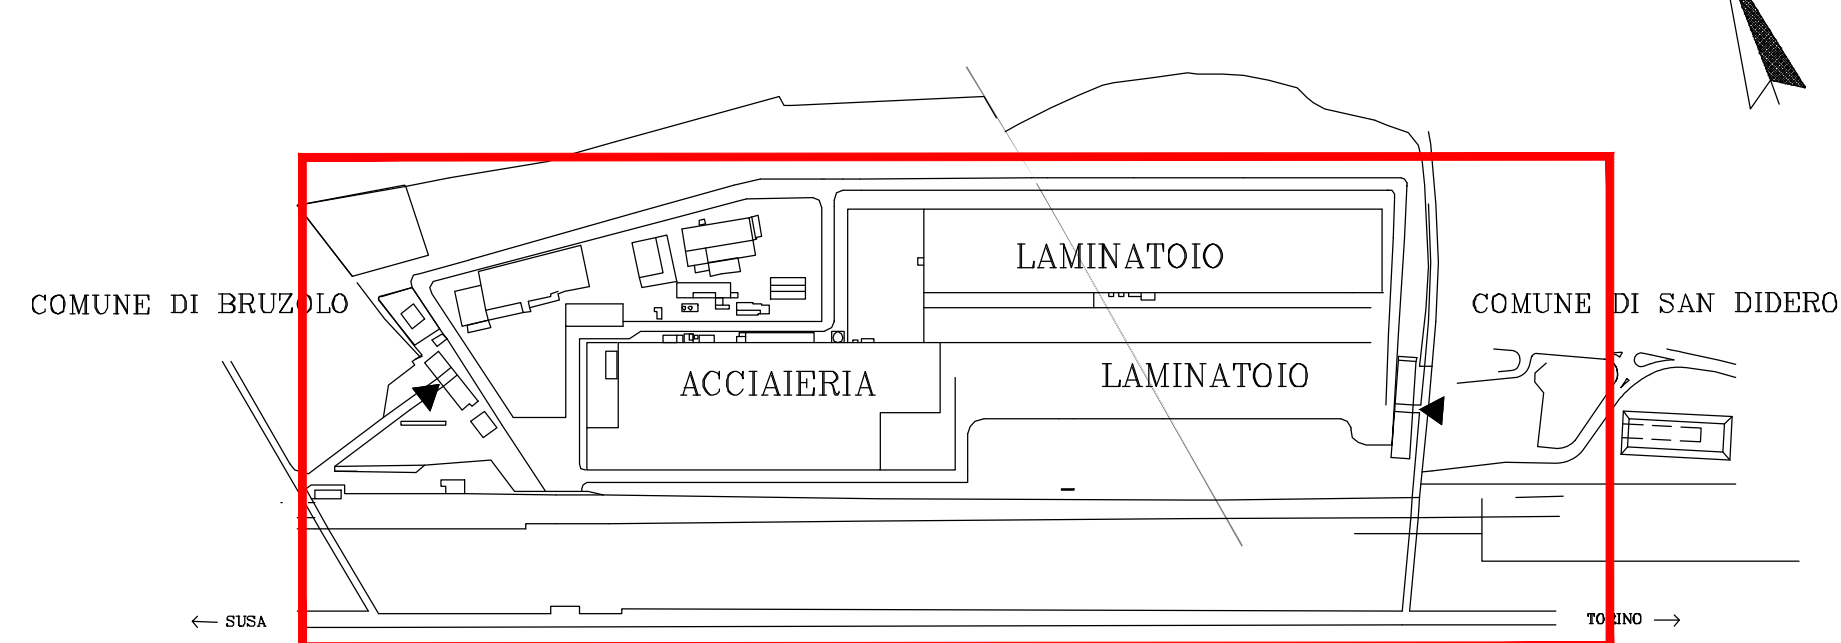 LAMINATOIO
COMUNE DI BRUZOLO
COMUNE DI SAN DIDERO
ACCIAIERIA
LAMINATOIO
SUSA
TORINO